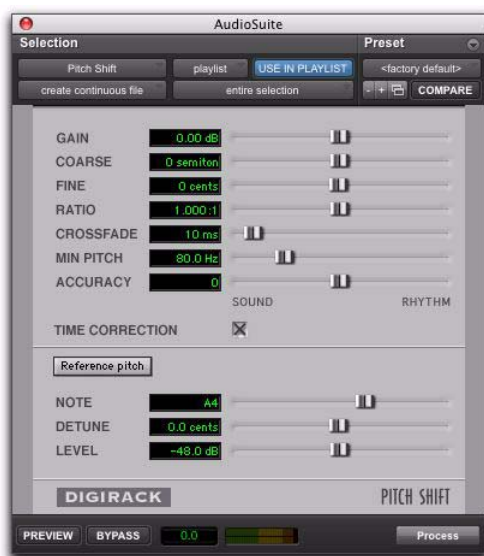 AudioSuite
Selection Preset
Pitch Shift playlist USE IN PLAYLIST <factory default>
create continuous file entire selection - + COMPARE
GAIN 0.00 dB
COARSE 0 semiton
FINE 0 cents
RATIO 1.000:1
CROSSFADE 10 ms
MIN PITCH 80.0 Hz
ACCURACY 0
SOUND RHYTHM
TIME CORRECTION
Reference pitch
NOTE A4
DETUNE 0.0 cents
LEVEL -48.0 dB
DIGIRACK PITCH SHIFT
PREVIEW BYPASS 0.0 Process